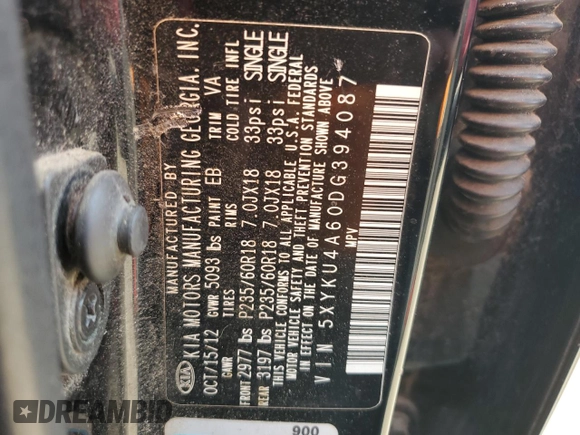 MANUFACTURED BY
KIA KIA MOTORS MANUFACTURING GEORGIA, INC.
OCT/15/12 GVWR 5093 lbs PAINT EB TRIM VA
GAWR TIRES RIMS COLD TIRE INFL
FRONT 2977 lbs P235/60R18 7.0JX18 33psi SINGLE
REAR 3197 lbs P235/60R18 7.0JX18 33psi SINGLE
THIS VEHICLE CONFORMS TO ALL APPLICABLE U.S.A. FEDERAL
MOTOR VEHICLE SAFETY AND THEFT PREVENTION STANDARDS
IN EFFECT ON THE DATE OF MANUFACTURE SHOWN ABOVE
VIN 5XYKU4A60DG394087
MPV
900
DREAMBID